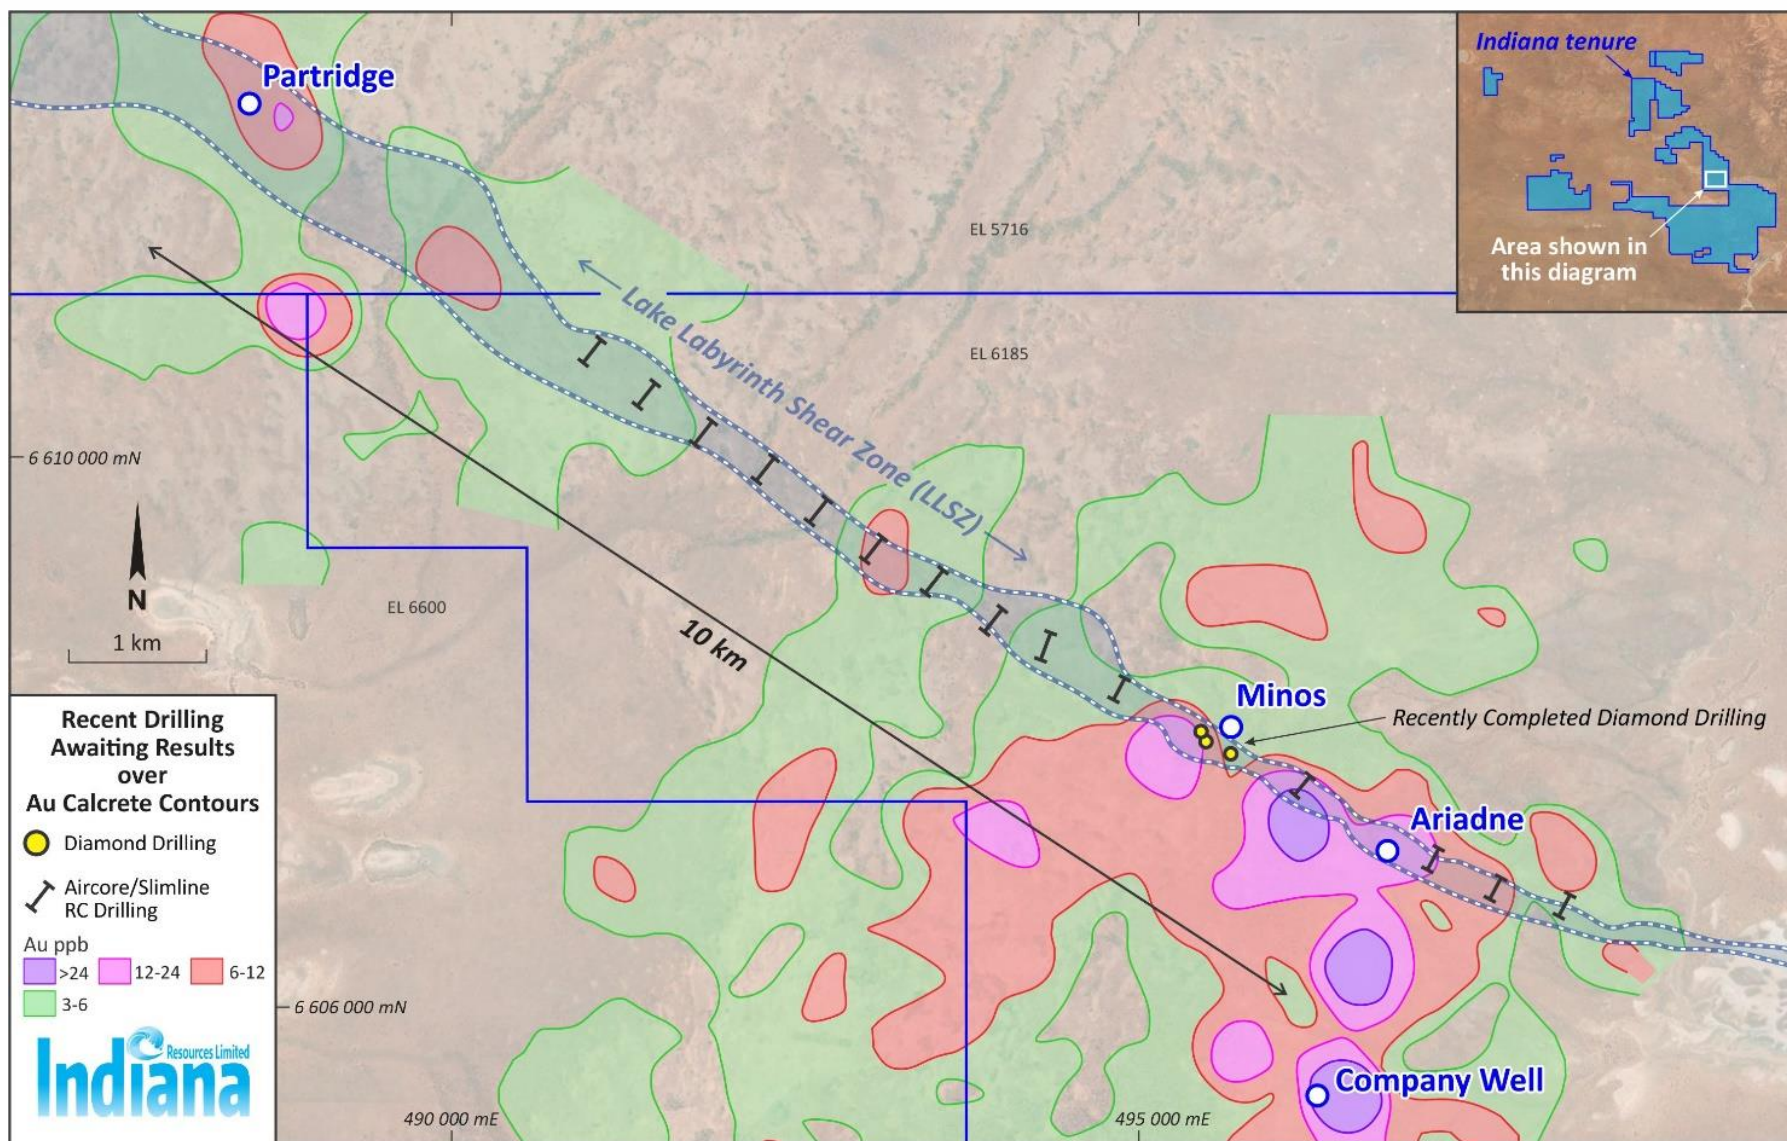 Partridge
Indiana tenure
Area shown in
this diagram
EL 5716
Lake Labyrinth Shear Zone (LLSZ)
EL 6185
6 610 000 mN
N
1 km
EL 6600
10 km
Minos
Recently Completed Diamond Drilling
Ariadne
Recent Drilling
Awaiting Results
over
Au Calcrete Contours
Diamond Drilling
Aircore/Slimline
RC Drilling
Au ppb
>24 12-24 6-12
3-6
6 606 000 mN
Indiana Resources Limited
Company Well
490 000 mE
495 000 mE